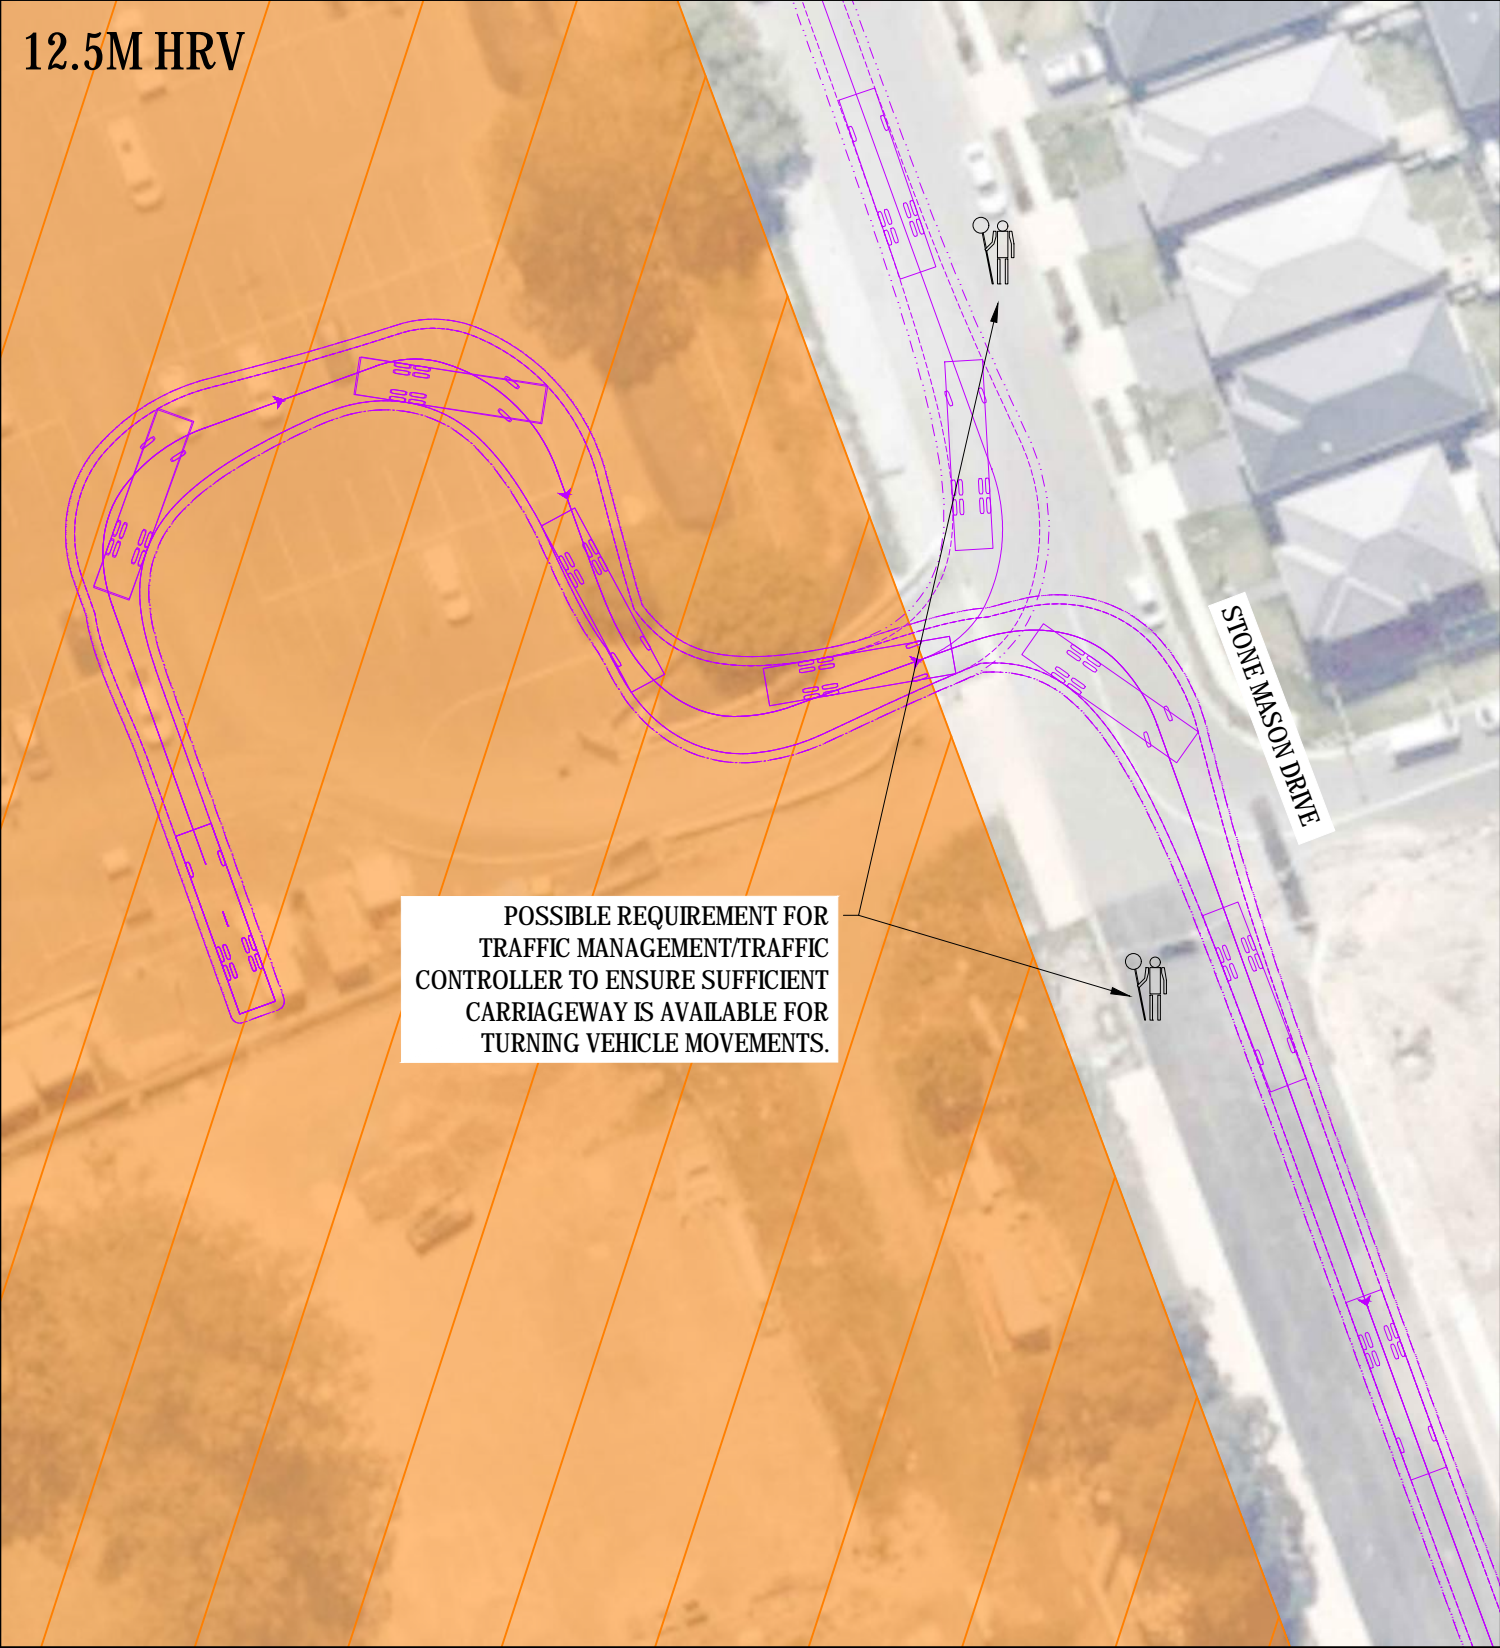 12.5M HRV
STONE MASON DRIVE
POSSIBLE REQUIREMENT FOR
TRAFFIC MANAGEMENT/TRAFFIC
CONTROLLER TO ENSURE SUFFICIENT
CARRIAGEWAY IS AVAILABLE FOR
TURNING VEHICLE MOVEMENTS.